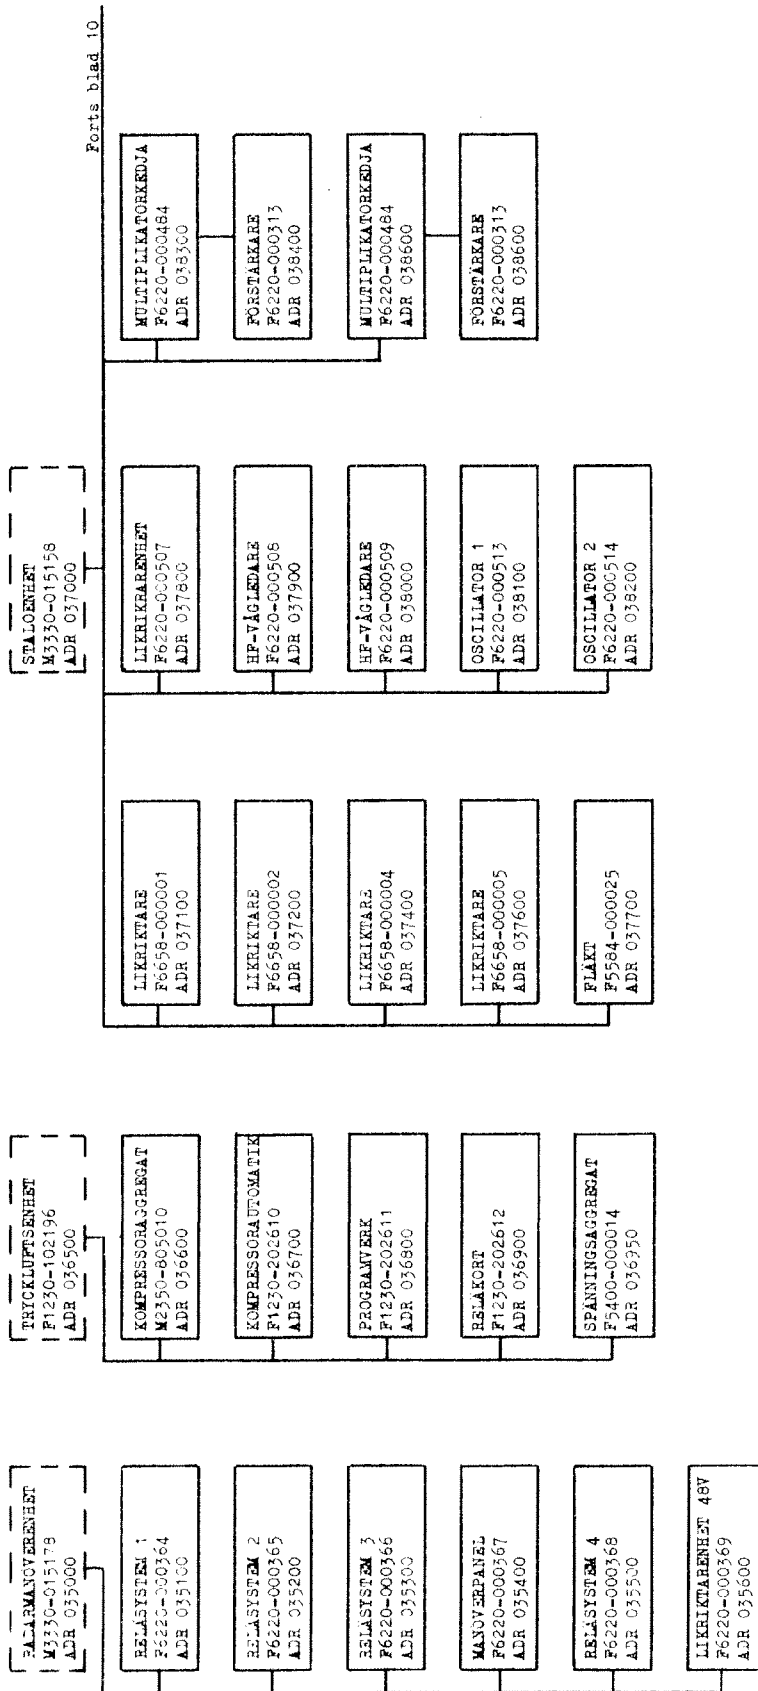 RADARMANÖVERENHET
M3330-015178
ADR 035000
RELÄSYSTEM 1
F6220-000364
ADR 035100
RELÄSYSTEM 2
F6220-000365
ADR 035200
RELÄSYSTEM 3
F6220-000366
ADR 035300
MANÖVERPANEL
F6220-000367
ADR 035400
RELÄSYSTEM 4
F6220-000368
ADR 035500
LIKRIKTARENHET 48V
F6220-000369
ADR 035600
TRYCKLUFTSENHET
F1230-102196
ADR 036500
KOMPRESSORAGGREGAT
M2350-805010
ADR 036600
KOMPRESSORAUTOMATIK
F1230-202610
ADR 036700
PROGRAMVERK
F1230-202611
ADR 036800
RELÄKORT
F1230-202612
ADR 036900
SPÄNNINGSAGGREGAT
F5400-000014
ADR 036950
STALOENHET
M3330-015158
ADR 037000
LIKRIKTARE
F6658-000001
ADR 037100
LIKRIKTARE
F6658-000002
ADR 037200
LIKRIKTARE
F6658-000004
ADR 037400
LIKRIKTARE
F6658-000005
ADR 037600
FLÄKT
F5584-000025
ADR 037700
LIKRIKRARENHET
F6220-000507
ADR 037800
HF-VÅGLEDARE
F6220-000508
ADR 037900
HF-VÅGLEDARE
F6220-000509
ADR 038000
OSCILLATOR 1
F6220-000513
ADR 038100
OSCILLATOR 2
F6220-000514
ADR 038200
Forts blad 10
MULTIPLIKATORKEDJA
F6220-000484
ADR 038300
FÖRSTÄRKARE
F6220-000313
ADR 038400
MULTIPLIKATORKEDJA
F6220-000484
ADR 038600
FÖRSTÄRKARE
F6220-000313
ADR 038600